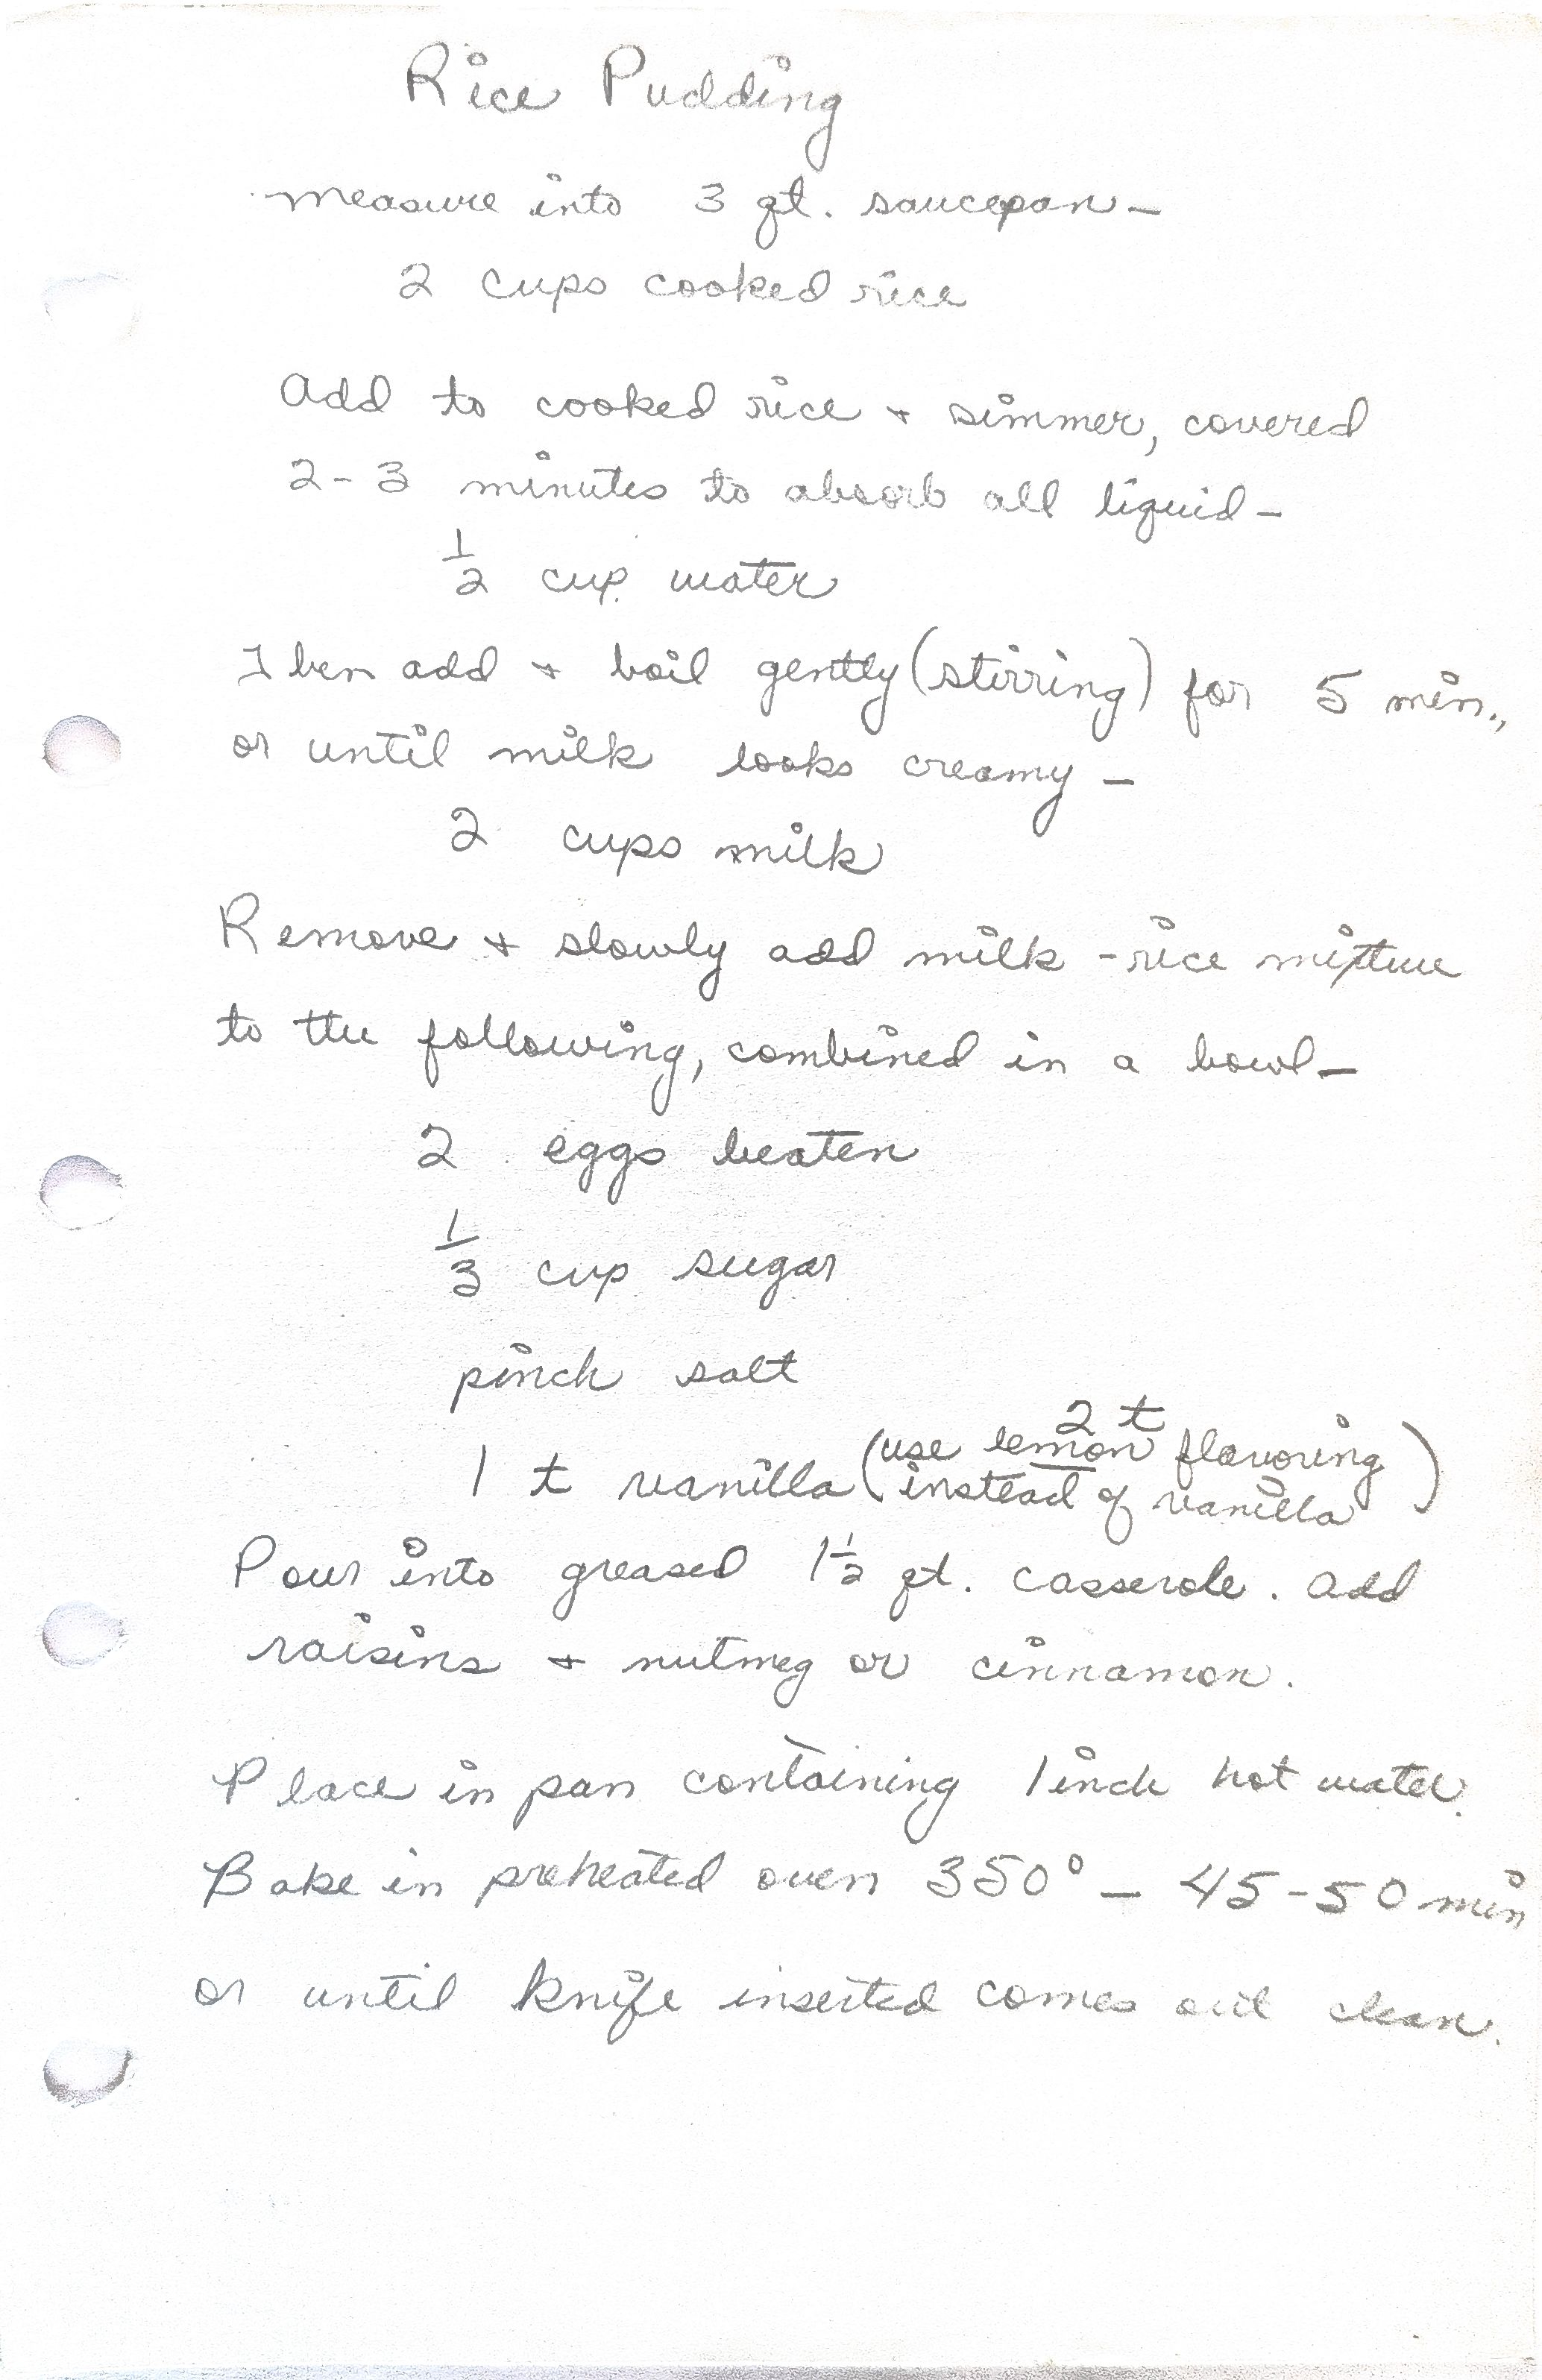 Rice Pudding
measure into 3 qt. saucepan -
2 cups cooked rice
Add to cooked rice + simmer, covered
2-3 minutes to absorb all liquid -
1/2 cup water
Then add + boil gently (stirring) for 5 min.,
or until milk looks creamy -
2 cups milk
Remove + slowly add milk-rice mixture
to the following, combined in a bowl -
2 eggs beaten
1/3 cup sugar
pinch salt
2 t
1 t vanilla (use lemon flavoring
instead of vanilla)
Pour into greased 1 1/2 qt. casserole. Add
raisins + nutmeg or cinnamon.
Place in pan containing 1 inch hot water.
Bake in preheated oven 350° - 45-50 min
or until knife inserted comes out clean.